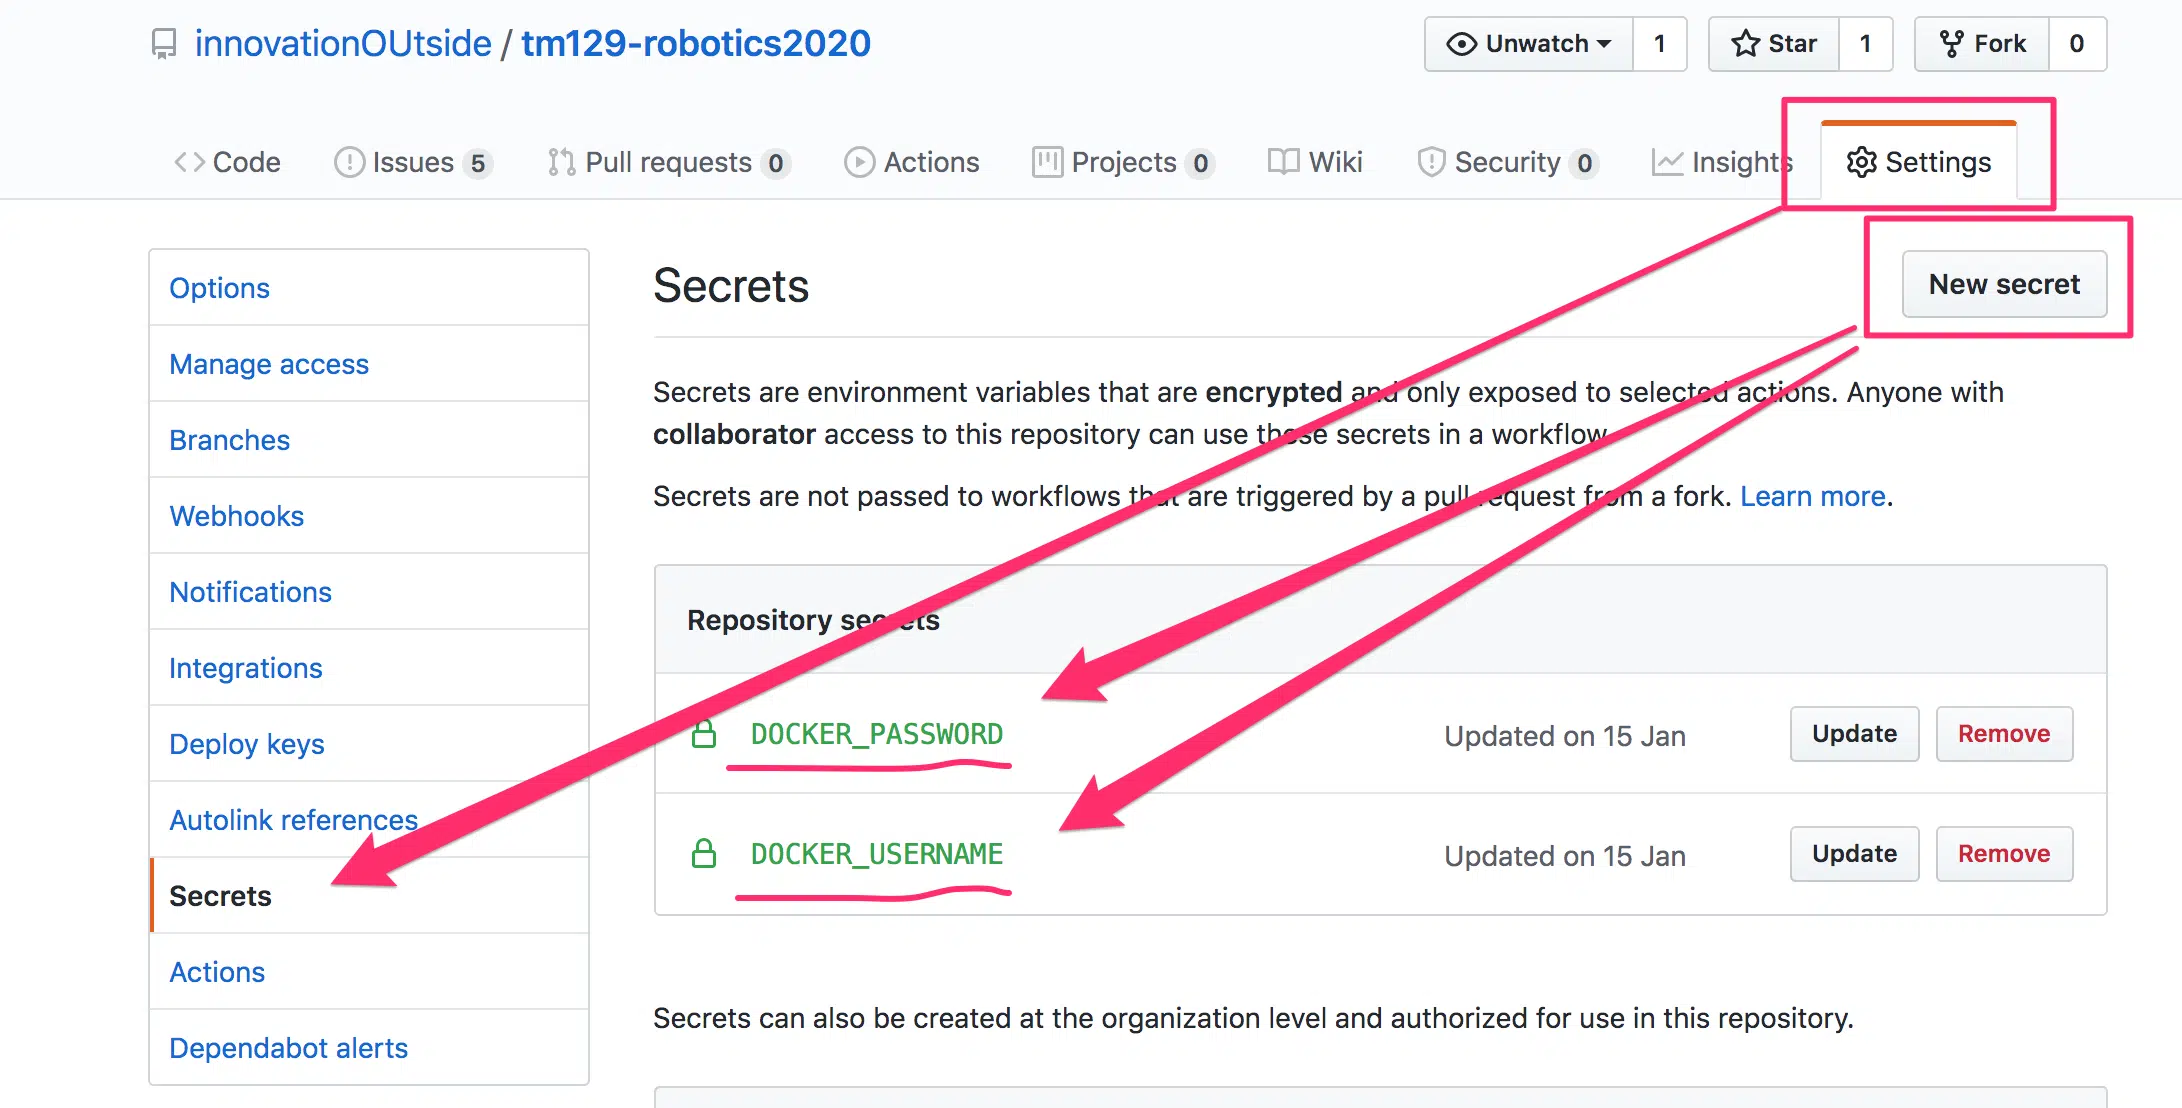 innovationOUtside / tm129-robotics2020
Unwatch 1 Star 1 Fork 0
Code Issues 5 Pull requests 0 Actions Projects 0 Wiki Security 0 Insights Settings
Options
Manage access
Branches
Webhooks
Notifications
Integrations
Deploy keys
Autolink references
Secrets
Actions
Dependabot alerts
Secrets
New secret
Secrets are environment variables that are encrypted and only exposed to selected actions. Anyone with
collaborator access to this repository can use these secrets in a workflow.
Secrets are not passed to workflows that are triggered by a pull request from a fork. Learn more.
Repository secrets
DOCKER_PASSWORD Updated on 15 Jan Update Remove
DOCKER_USERNAME Updated on 15 Jan Update Remove
Secrets can also be created at the organization level and authorized for use in this repository.